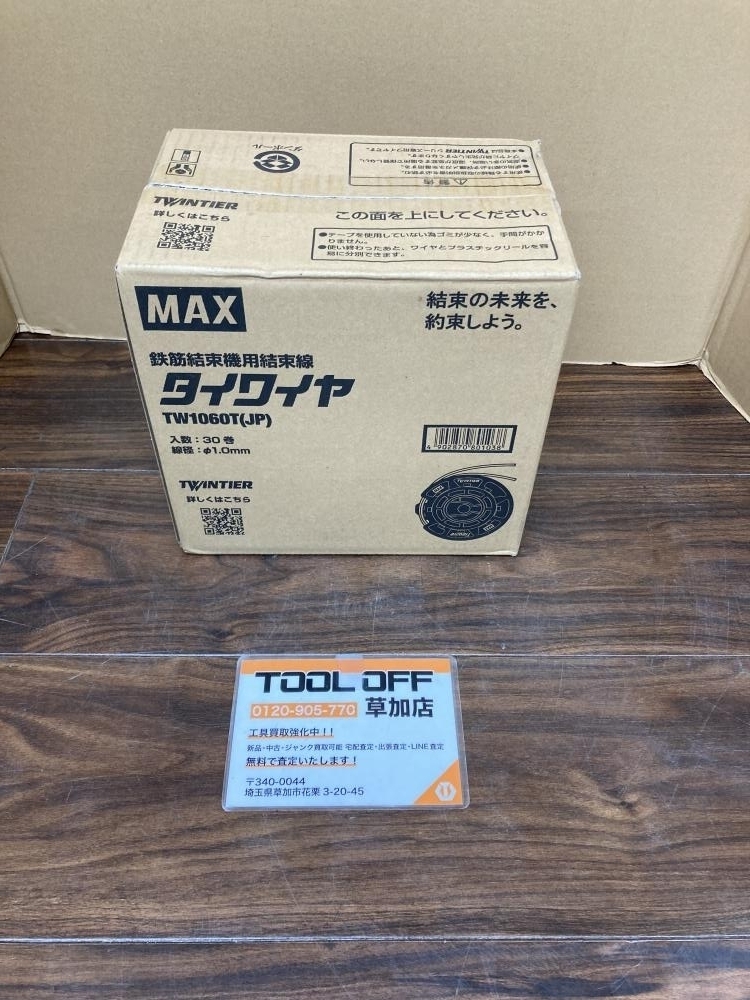 ダンボール
TWINTIER
詳しくはこちら
この面を上にしてください。
●テープを使用していない為ゴミが少なく、手間がかか
りません。
●使い終わったあと、ワイヤとプラスチックリールを容
易に分別できます。
MAX
結束の未来を、
約束しよう。
鉄筋結束機用結束線
タイワイヤ
TW1060T(JP)
入数：30巻
線径：φ1.0mm
4 902870 801038
TWINTIER
詳しくはこちら
TOOL OFF
0120-905-770 草加店
工具買取強化中！！
新品・中古・ジャンク買取可能 宅配査定・出張査定・LINE査定
無料で査定いたします！
〒340-0044
埼玉県草加市花栗3-20-45